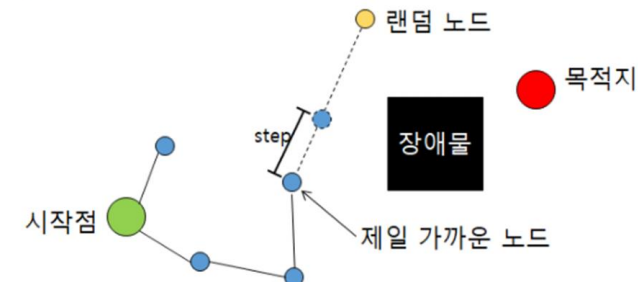 랜덤 노드
목적지
step
장애물
시작점
제일 가까운 노드